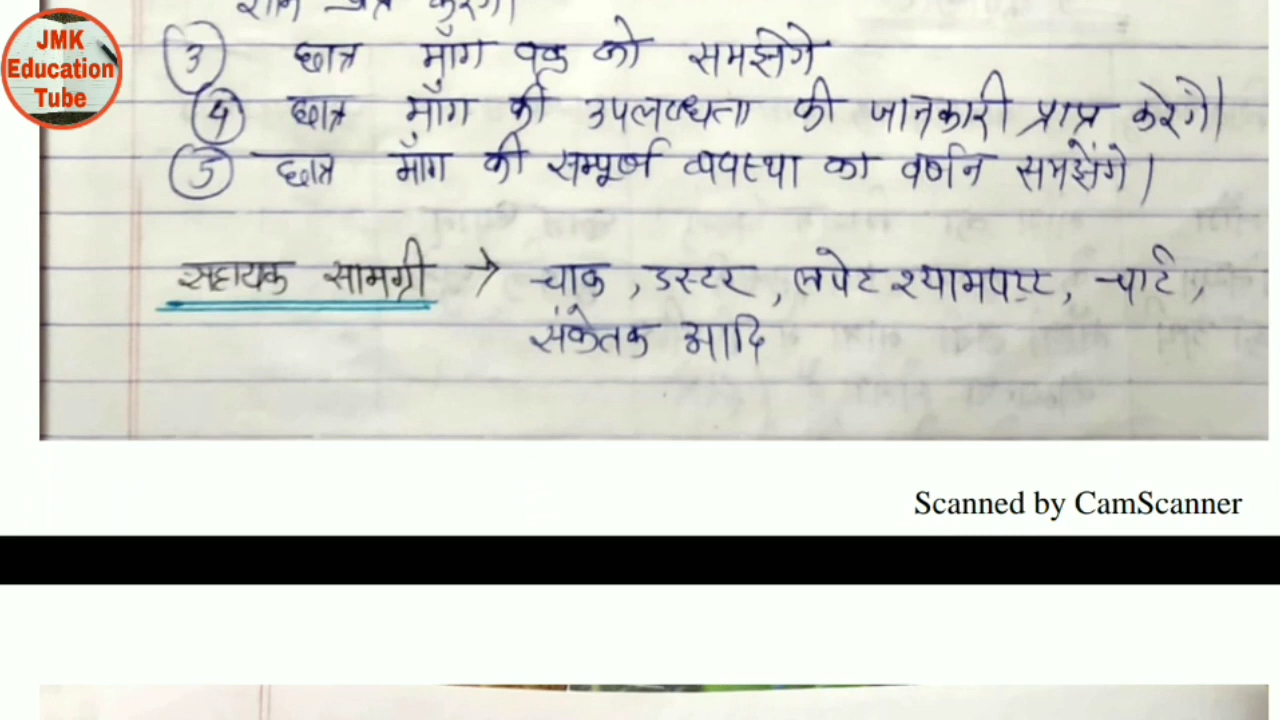 JMK
Education
Tube
करेंगे।
③ छात्र माँग वक्र को समझेंगे
④ छात्र माँग की उपलब्धता की जानकारी प्राप्त करेंगे।
⑤ छात्र माँग की सम्पूर्ण व्यवस्था का वर्णन समझेंगे।
सहायक सामग्री → चाक, डस्टर, लपेट श्यामपट्ट, चार्ट,
संकेतक आदि
Scanned by CamScanner